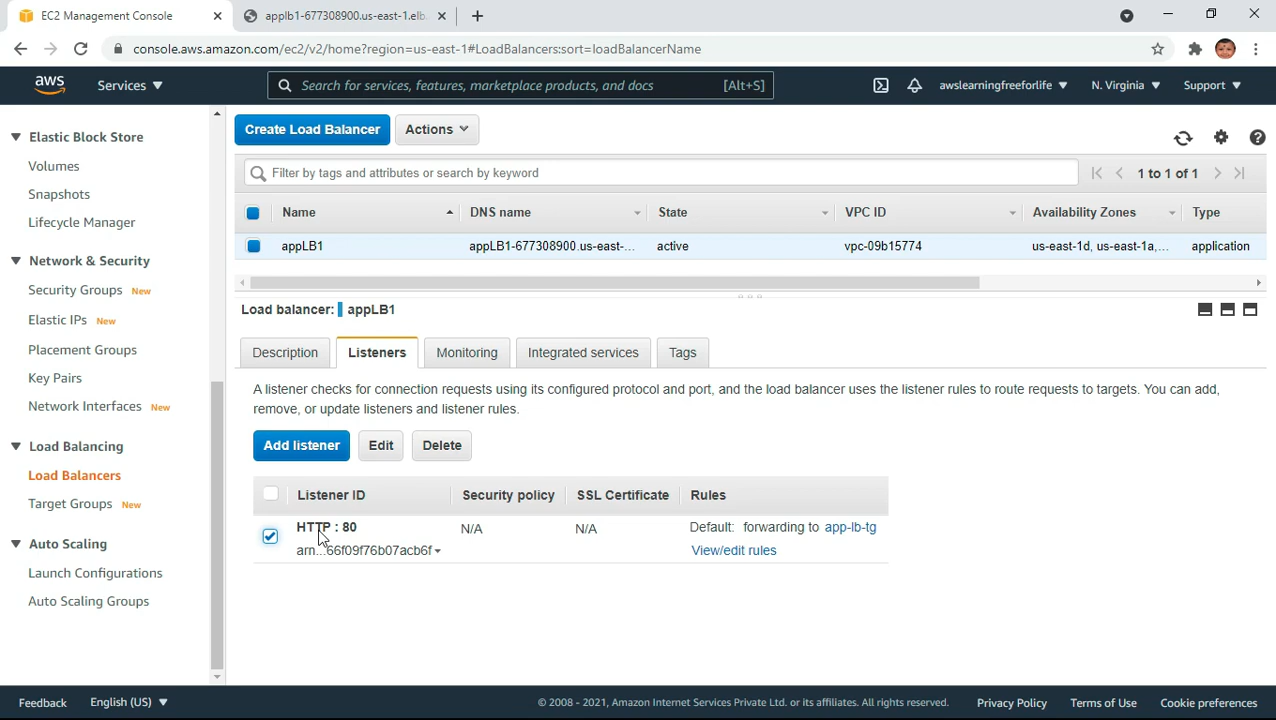 EC2 Management Console
applb1-677308900.us-east-1.elb.
console.aws.amazon.com/ec2/v2/home?region=us-east-1#LoadBalancers:sort=loadBalancerName
aws
Services
Search for services, features, marketplace products, and docs
[Alt+S]
awslearningfreeforlife
N. Virginia
Support
Elastic Block Store
Volumes
Snapshots
Lifecycle Manager
Network & Security
Security Groups New
Elastic IPs New
Placement Groups
Key Pairs
Network Interfaces New
Load Balancing
Load Balancers
Target Groups New
Auto Scaling
Launch Configurations
Auto Scaling Groups
Create Load Balancer Actions
Filter by tags and attributes or search by keyword
1 to 1 of 1
Name DNS name State VPC ID Availability Zones Type
appLB1 appLB1-677308900.us-east-... active vpc-09b15774 us-east-1d, us-east-1a,... application
Load balancer: appLB1
Description Listeners Monitoring Integrated services Tags
A listener checks for connection requests using its configured protocol and port, and the load balancer uses the listener rules to route requests to targets. You can add,
remove, or update listeners and listener rules.
Add listener Edit Delete
Listener ID Security policy SSL Certificate Rules
HTTP : 80 N/A N/A Default: forwarding to app-lb-tg
arn...66f09f76b07acb6f View/edit rules
Feedback English (US) © 2008 - 2021, Amazon Internet Services Private Ltd. or its affiliates. All rights reserved. Privacy Policy Terms of Use Cookie preferences